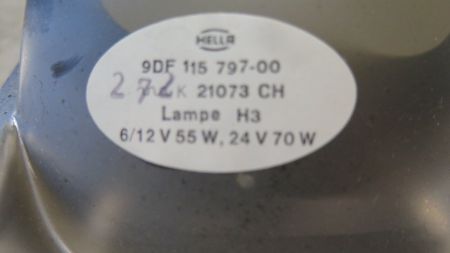 HELLA
9DF 115 797-00
272 K 21073 CH
Lampe H3
6/12 V 55 W, 24 V 70 W